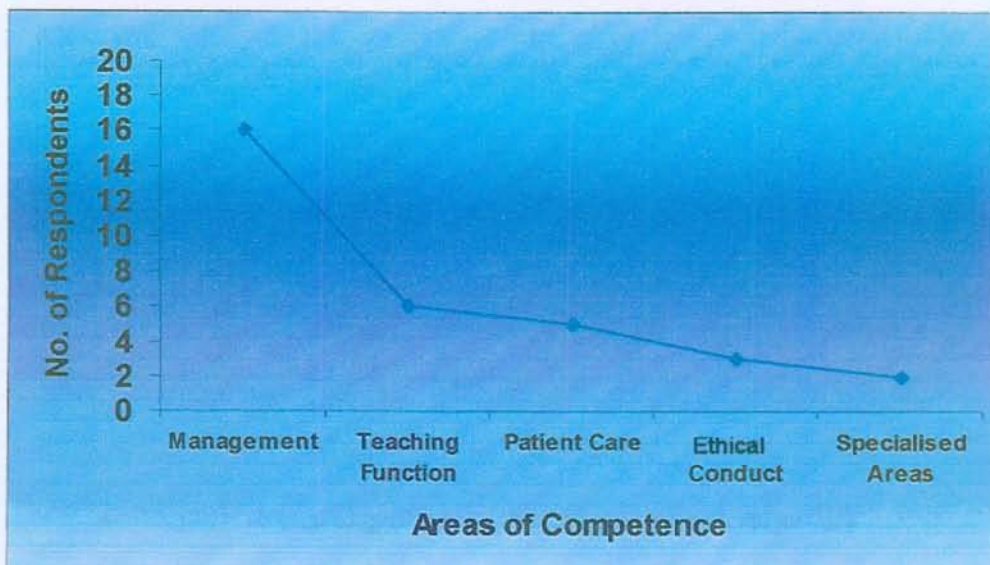 No. of Respondents
20
18
16
14
12
10
8
6
4
2
0
Management
Teaching
Function
Patient Care
Ethical
Conduct
Specialised
Areas
Areas of Competence